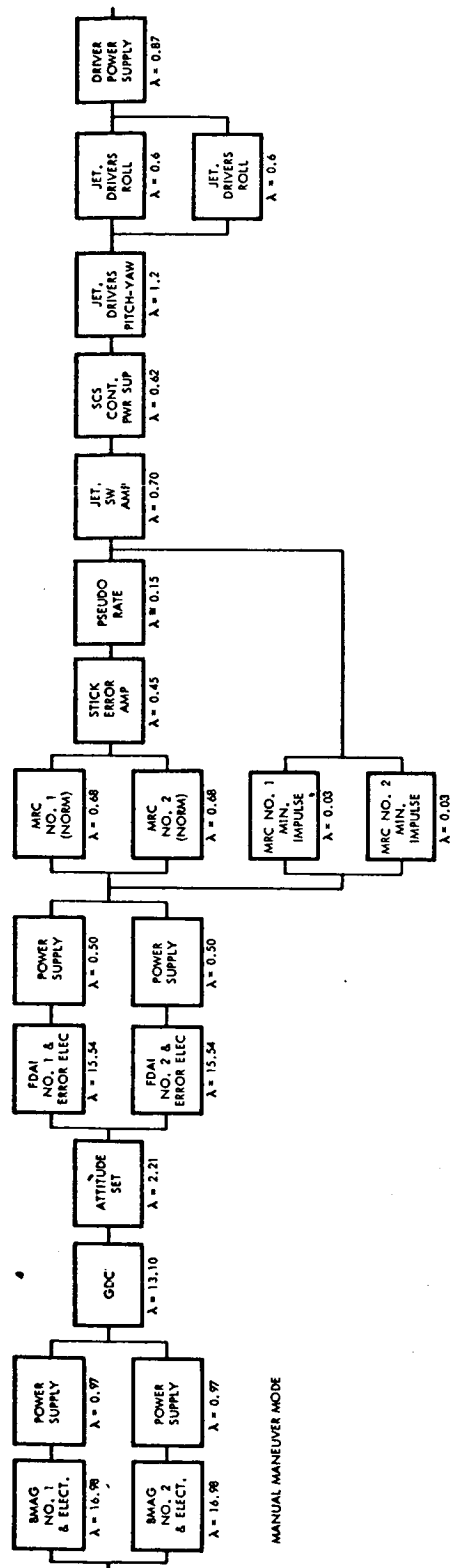 BMAG
NO. 1
& ELECT.
λ = 16.98
POWER
SUPPLY
λ = 0.97
BMAG
NO. 2
& ELECT.
λ = 16.98
POWER
SUPPLY
λ = 0.97
GDC
λ = 13.10
ATTITUDE
SET
λ = 2.21
FDAI
NO. 1 &
ERROR ELEC
λ = 15.54
POWER
SUPPLY
λ = 0.50
FDAI
NO. 2 &
ERROR ELEC
λ = 15.54
POWER
SUPPLY
λ = 0.50
MRC
NO. 1
(NORM)
λ = 0.68
MRC
NO. 2
(NORM)
λ = 0.68
STICK
ERROR
AMP
λ = 0.45
PSEUDO
RATE
λ = 0.15
MRC NO. 1
MIN.
IMPULSE
λ = 0.03
MRC NO. 2
MIN.
IMPULSE
λ = 0.03
JET.
SW
AMP
λ = 0.70
SCS
CONT.
PWR SUP
λ = 0.62
JET.
DRIVERS
PITCH-YAW
λ = 1.2
JET.
DRIVERS
ROLL
λ = 0.6
JET.
DRIVERS
ROLL
λ = 0.6
DRIVER
POWER
SUPPLY
λ = 0.87
MANUAL MANEUVER MODE